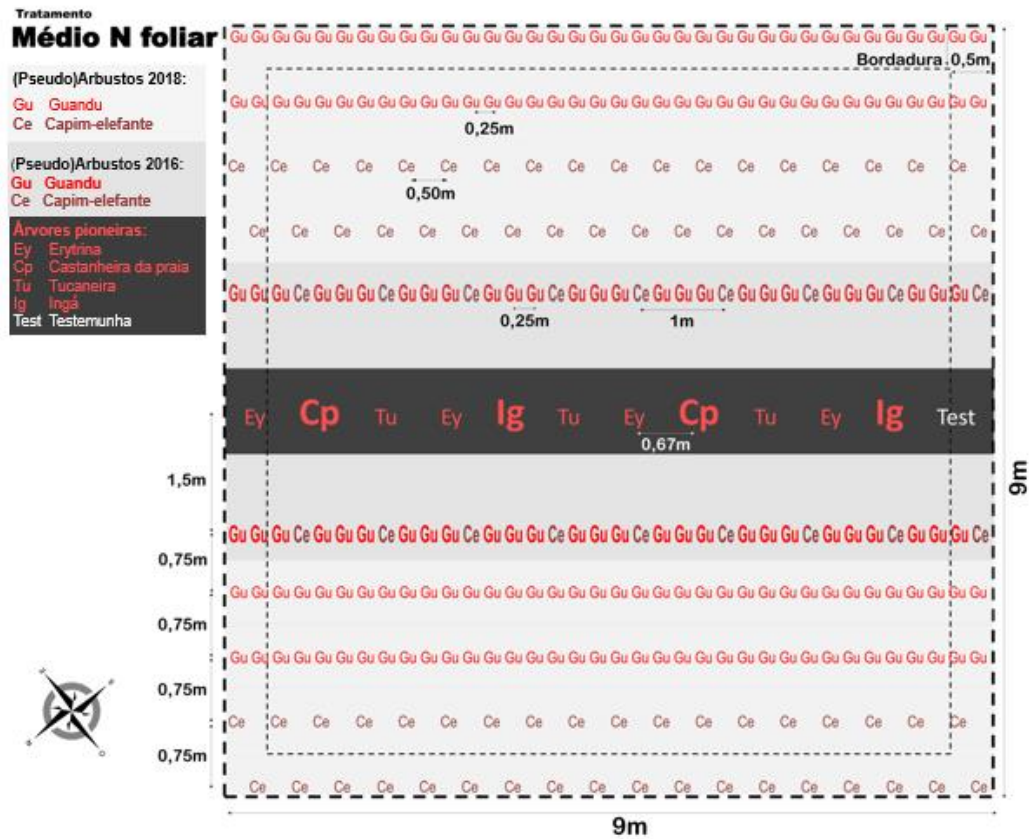 Tratamento
Médio N foliar
(Pseudo)Arbustos 2018:
Gu Guandu
Ce Capim-elefante
(Pseudo)Arbustos 2016:
Gu Guandu
Ce Capim-elefante
Árvores pioneiras:
Ey Erytrina
Cp Castanheira da praia
Tu Tucaneira
Ig Ingá
Test Testemunha
Gu Gu Gu Gu Gu Gu Gu Gu Gu Gu Gu Gu Gu Gu Gu Gu Gu Gu Gu Gu Gu Gu Gu Gu Gu Gu Gu Gu Gu Gu Gu Gu Gu Gu Gu Gu
Bordadura 0,5m
Gu Gu Gu Gu Gu Gu Gu Gu Gu Gu Gu Gu Gu Gu Gu Gu Gu Gu Gu Gu Gu Gu Gu Gu Gu Gu Gu Gu Gu Gu Gu Gu Gu Gu Gu Gu
0,25m
Ce Ce Ce Ce Ce Ce Ce Ce Ce Ce Ce Ce Ce Ce Ce Ce Ce Ce
0,50m
Ce Ce Ce Ce Ce Ce Ce Ce Ce Ce Ce Ce Ce Ce Ce Ce Ce Ce
Gu Gu Gu Ce Gu Gu Gu Ce Gu Gu Gu Ce Gu Gu Gu Ce Gu Gu Gu Ce Gu Gu Gu Ce Gu Gu Gu Ce Gu Gu Gu Ce Gu Gu Gu Ce
0,25m 1m
Ey Cp Tu Ey Ig Tu Ey Cp Tu Ey Ig Test
0,67m
1,5m
9m
Gu Gu Gu Ce Gu Gu Gu Ce Gu Gu Gu Ce Gu Gu Gu Ce Gu Gu Gu Ce Gu Gu Gu Ce Gu Gu Gu Ce Gu Gu Gu Ce Gu Gu Gu Ce
0,75m
Gu Gu Gu Gu Gu Gu Gu Gu Gu Gu Gu Gu Gu Gu Gu Gu Gu Gu Gu Gu Gu Gu Gu Gu Gu Gu Gu Gu Gu Gu Gu Gu Gu Gu Gu Gu
0,75m
Gu Gu Gu Gu Gu Gu Gu Gu Gu Gu Gu Gu Gu Gu Gu Gu Gu Gu Gu Gu Gu Gu Gu Gu Gu Gu Gu Gu Gu Gu Gu Gu Gu Gu Gu Gu
0,75m
Ce Ce Ce Ce Ce Ce Ce Ce Ce Ce Ce Ce Ce Ce Ce Ce Ce Ce
0,75m
Ce Ce Ce Ce Ce Ce Ce Ce Ce Ce Ce Ce Ce Ce Ce Ce Ce Ce
9m